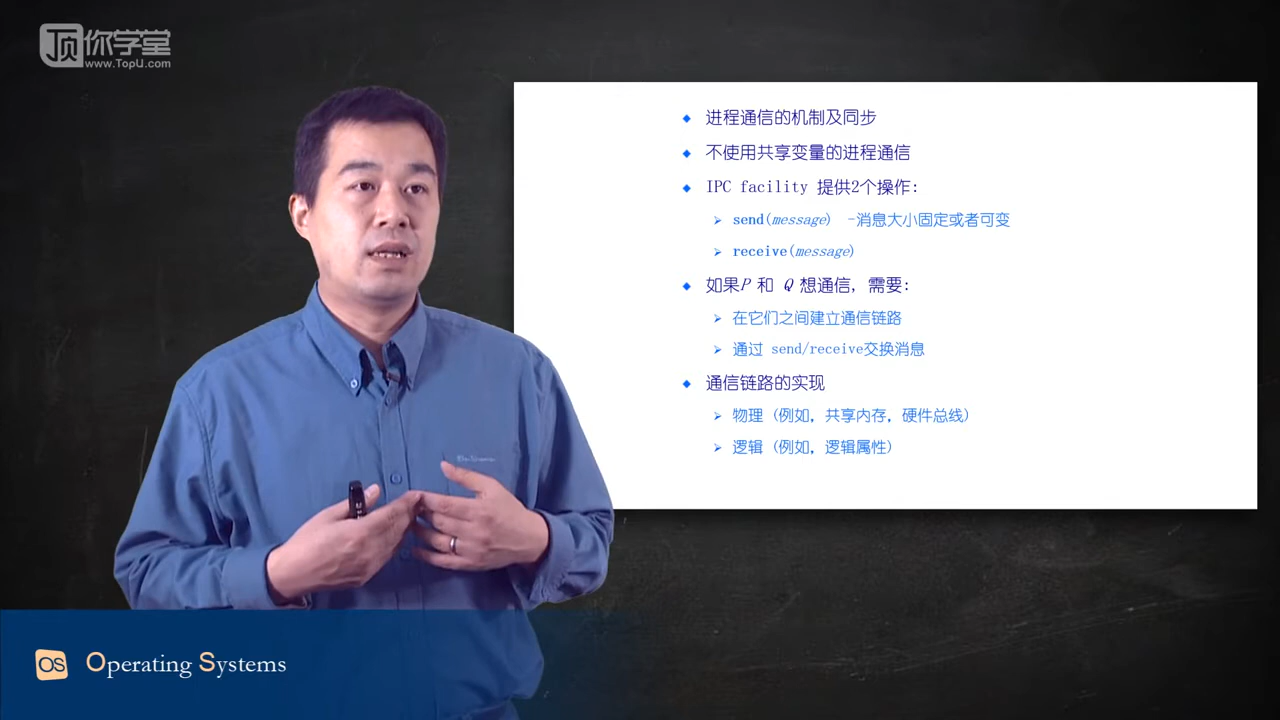 顶你学堂
www.TopU.com
进程通信的机制及同步
不使用共享变量的进程通信
IPC facility 提供2个操作:
send(message) -消息大小固定或者可变
receive(message)
如果P 和 Q 想通信, 需要:
在它们之间建立通信链路
通过 send/receive交换消息
通信链路的实现
物理 (例如, 共享内存, 硬件总线)
逻辑 (例如, 逻辑属性)
OS Operating Systems